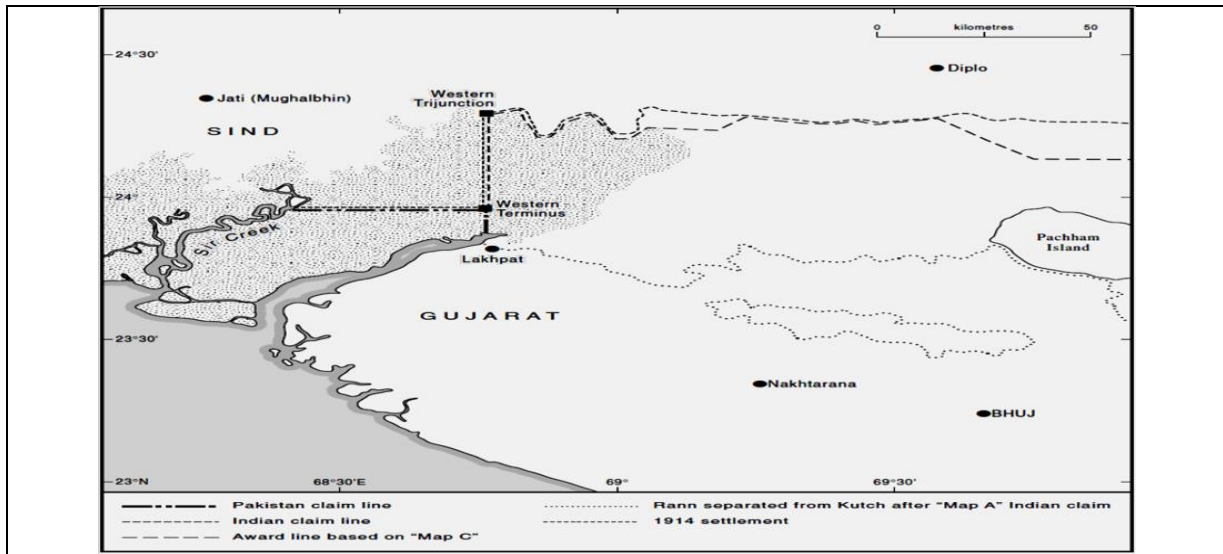 0 kilometres 50
24°30'
Diplo
Jati (Mughalbhin)
Western
Trijunction
SIND
24°
Western
Terminus
Sir Creek
Pachham
Island
Lakhpat
GUJARAT
23°30'
Nakhtarana
BHUJ
23°N
68°30'E
69°
69°30'
Pakistan claim line
Indian claim line
Award line based on "Map C"
Rann separated from Kutch after "Map A" Indian claim
1914 settlement